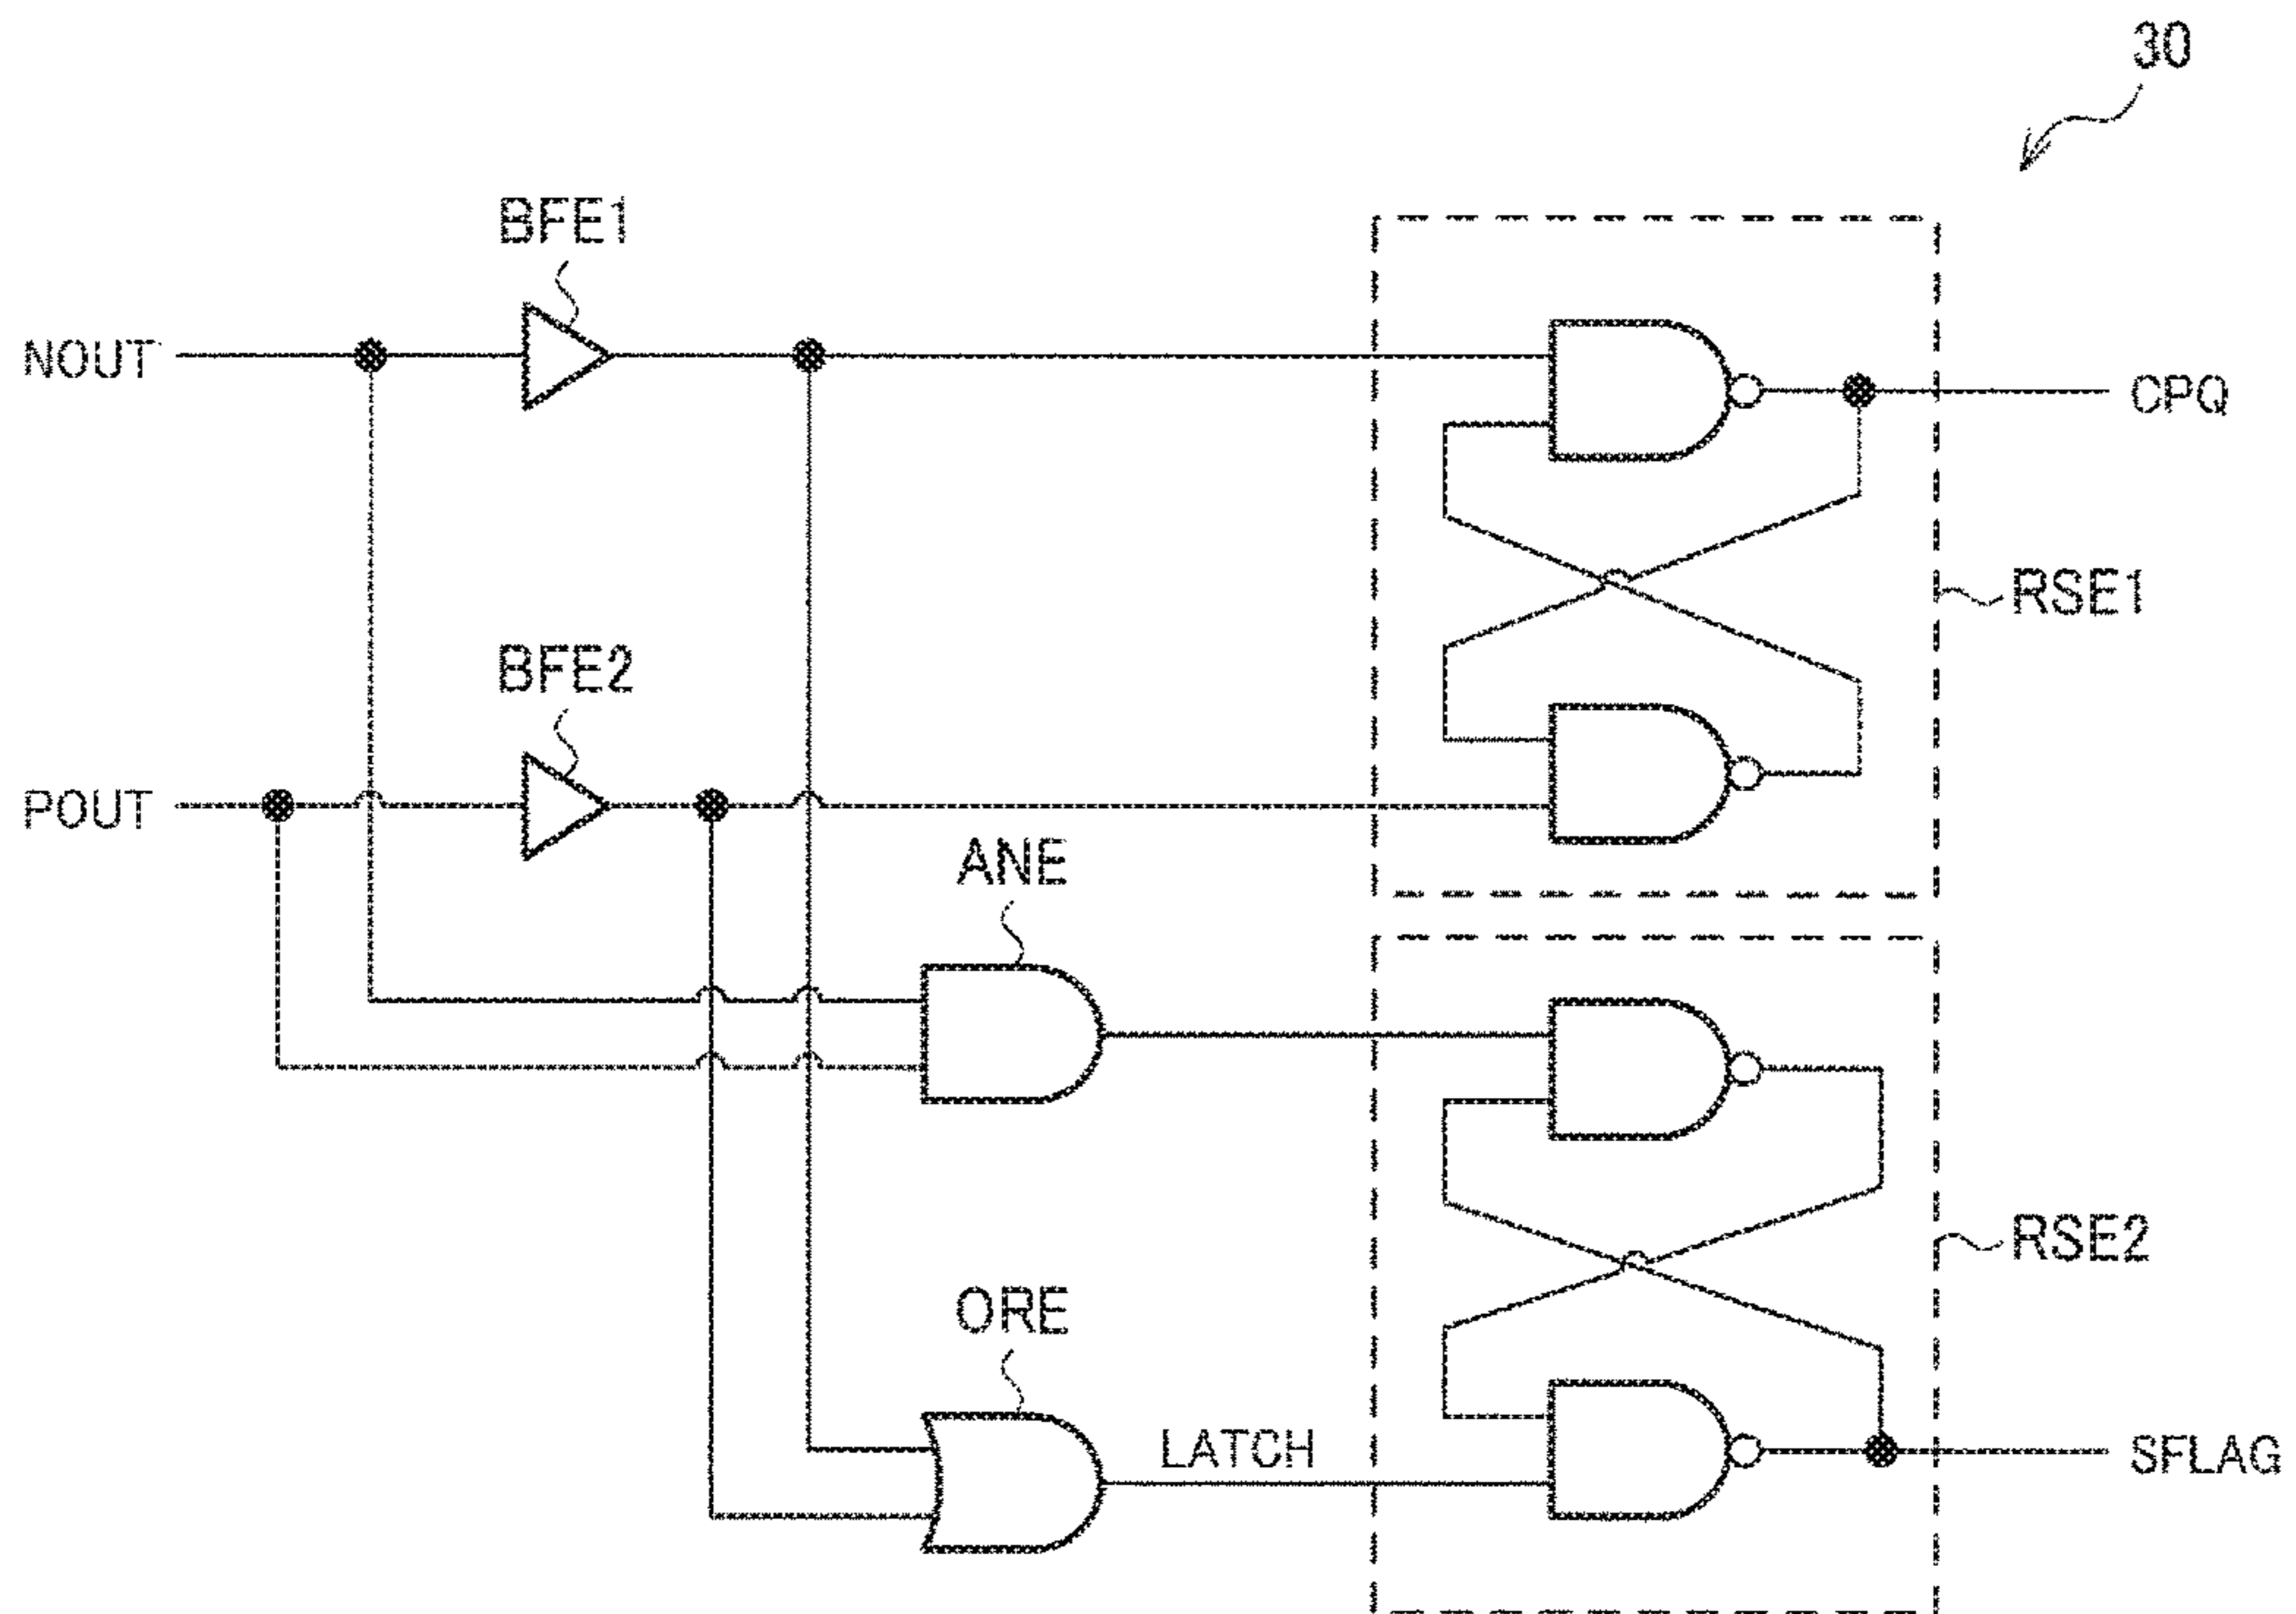 30
BFE1
NOUT
CPQ
RSE1
BFE2
POUT
ANE
RSE2
ORE
LATCH
SFLAG